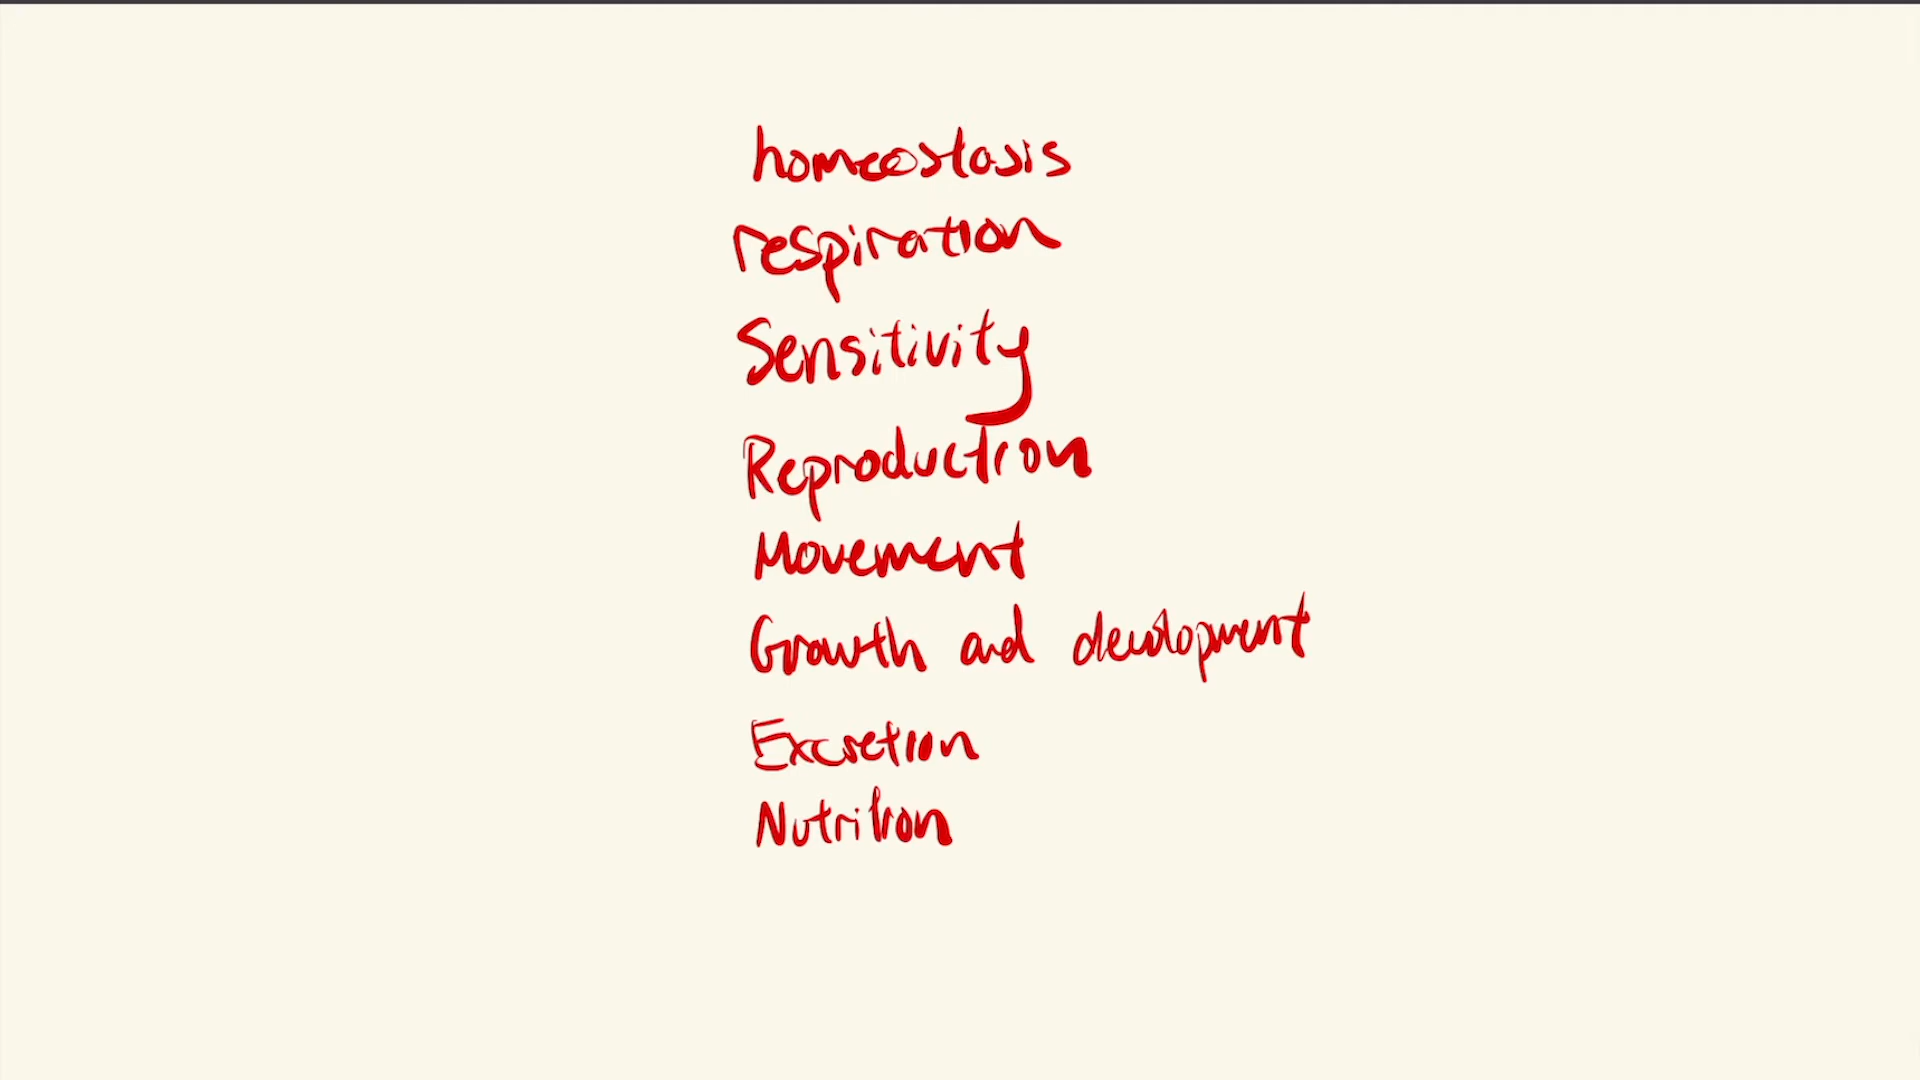 homeostasis
respiration
Sensitivity
Reproduction
Movement
Growth and development
Excretion
Nutrition